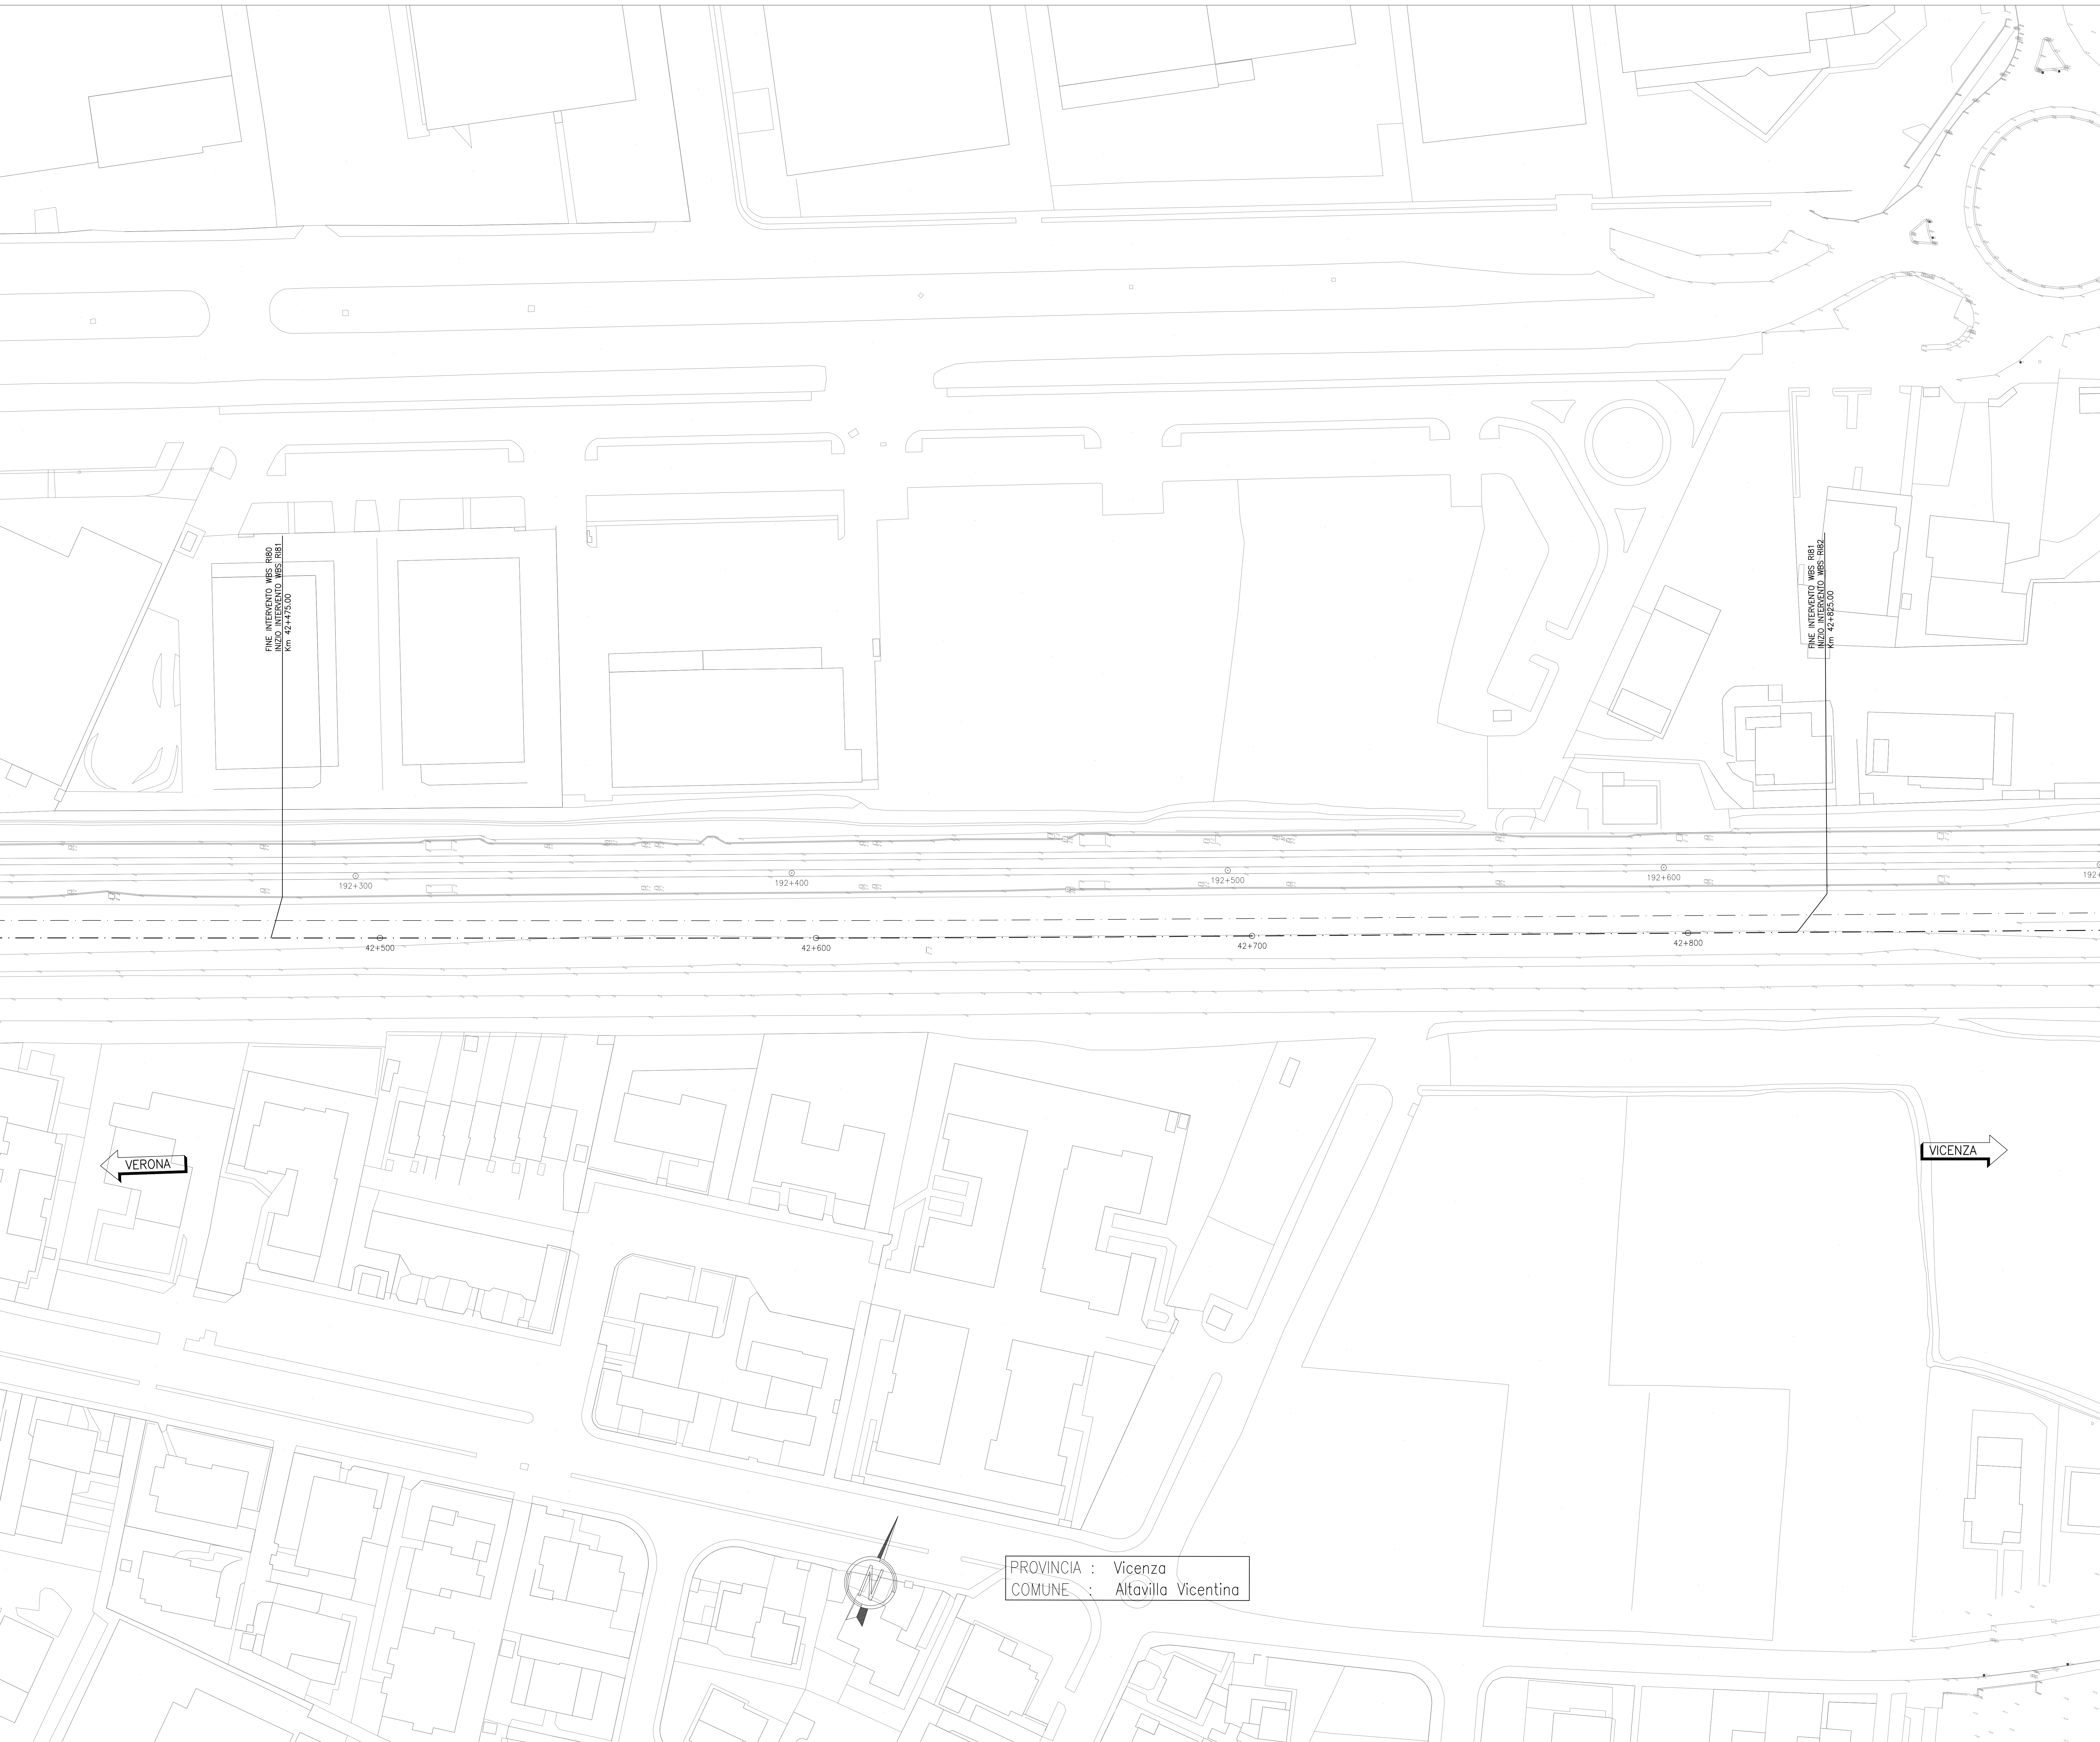 FINE INTERVENTO WBS RI80
INIZIO INTERVENTO WBS RI81
Km 42+475.00
FINE INTERVENTO WBS RI81
INIZIO INTERVENTO WBS RI82
Km 42+825.00
192+300
192+400
192+500
192+600
192+
42+500
42+600
42+700
42+800
VERONA
VICENZA
N
PROVINCIA : Vicenza
COMUNE : Altavilla Vicentina